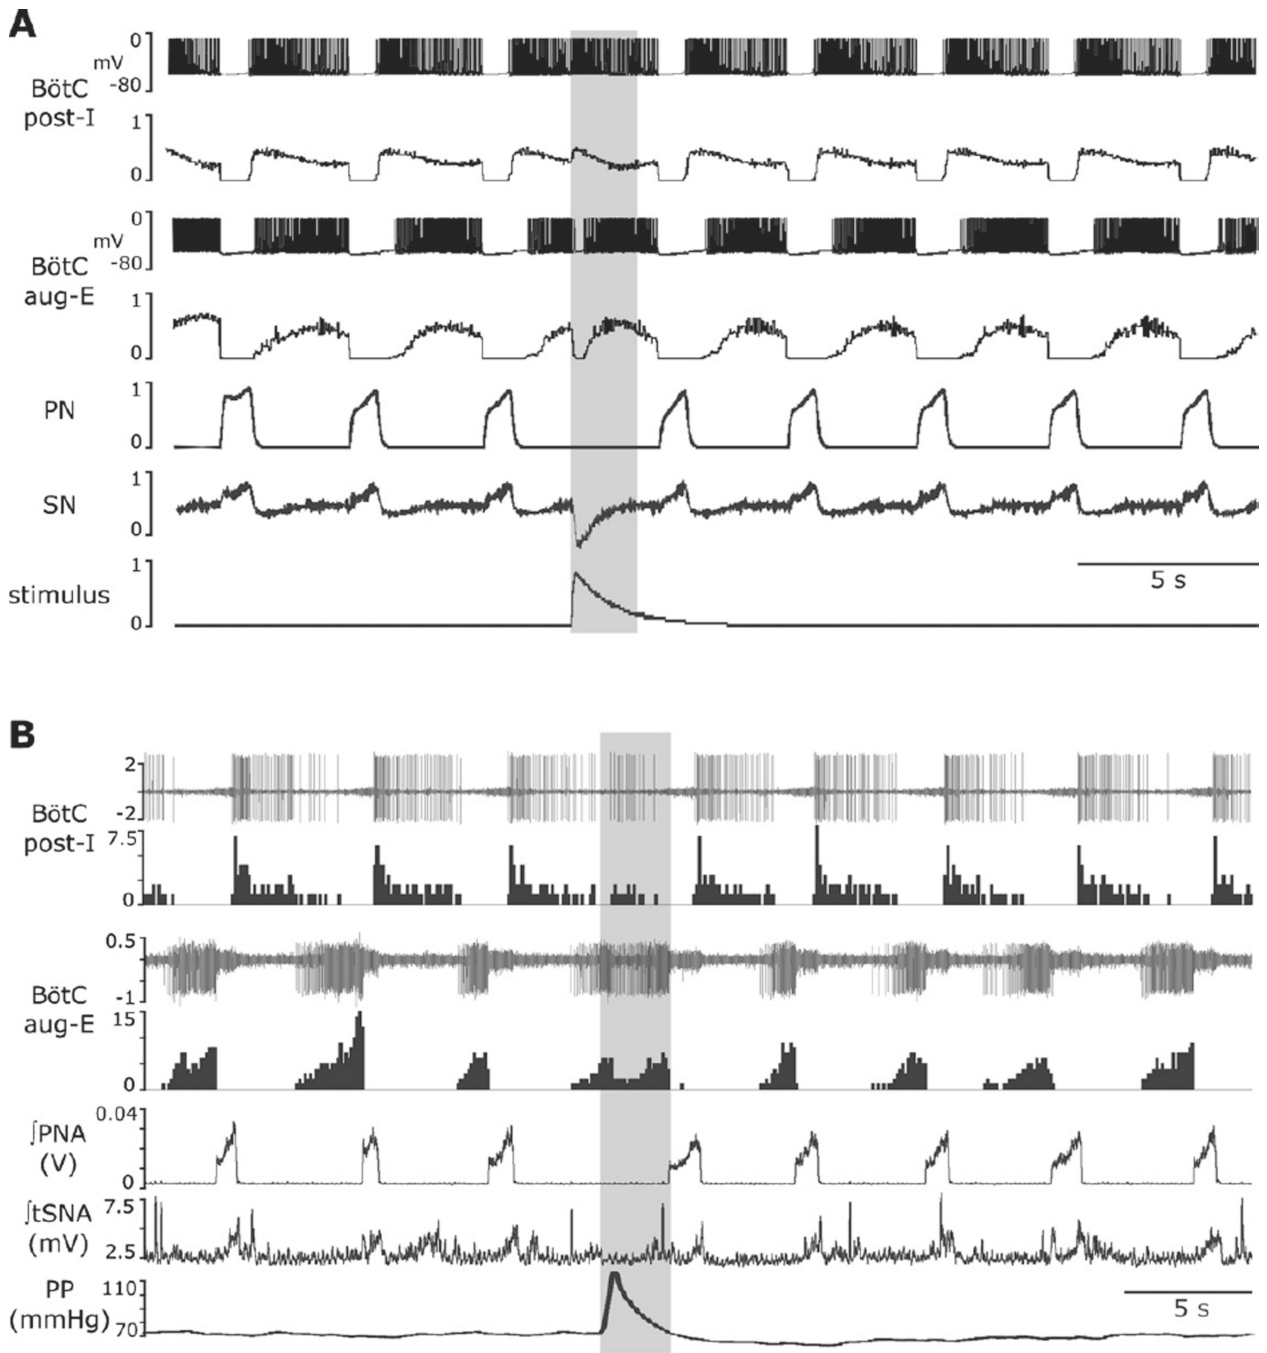 A
0
mV
-80
BötC
post-I
1
0
0
mV
-80
BötC
aug-E
1
0
1
PN
0
1
SN
0
1
stimulus
0
5 s
B
2
-2
BötC
post-I
7.5
0
0.5
-1
BötC
aug-E
15
0
0.04
∫PNA
(V)
0
7.5
∫tSNA
(mV)
2.5
PP
(mmHg)
110
70
5 s